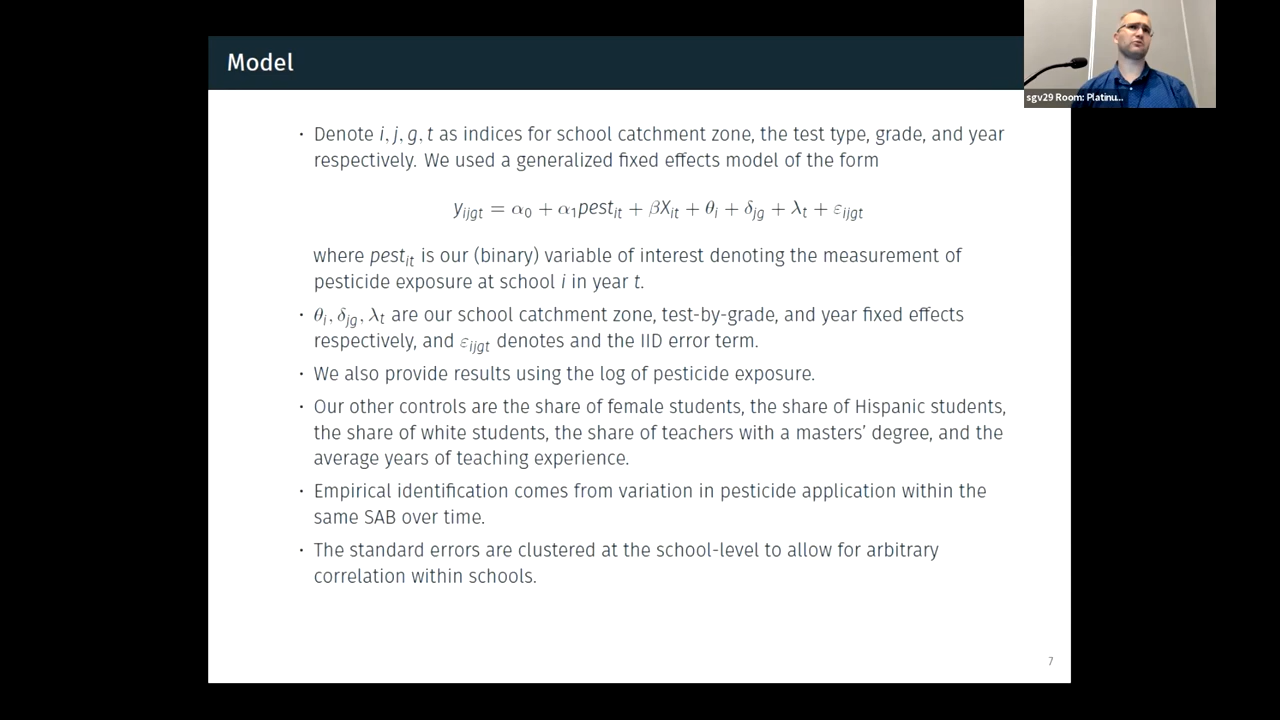 Model
sgv29 Room: Platinu...
· Denote i, j, g, t as indices for school catchment zone, the test type, grade, and year
respectively. We used a generalized fixed effects model of the form
y_ijgt = α₀ + α₁pest_it + βX_it + θ_i + δ_jg + λ_t + ε_ijgt
where pest_it is our (binary) variable of interest denoting the measurement of
pesticide exposure at school i in year t.
· θ_i, δ_jg, λ_t are our school catchment zone, test-by-grade, and year fixed effects
respectively, and ε_ijgt denotes and the IID error term.
· We also provide results using the log of pesticide exposure.
· Our other controls are the share of female students, the share of Hispanic students,
the share of white students, the share of teachers with a masters’ degree, and the
average years of teaching experience.
· Empirical identification comes from variation in pesticide application within the
same SAB over time.
· The standard errors are clustered at the school-level to allow for arbitrary
correlation within schools.
7